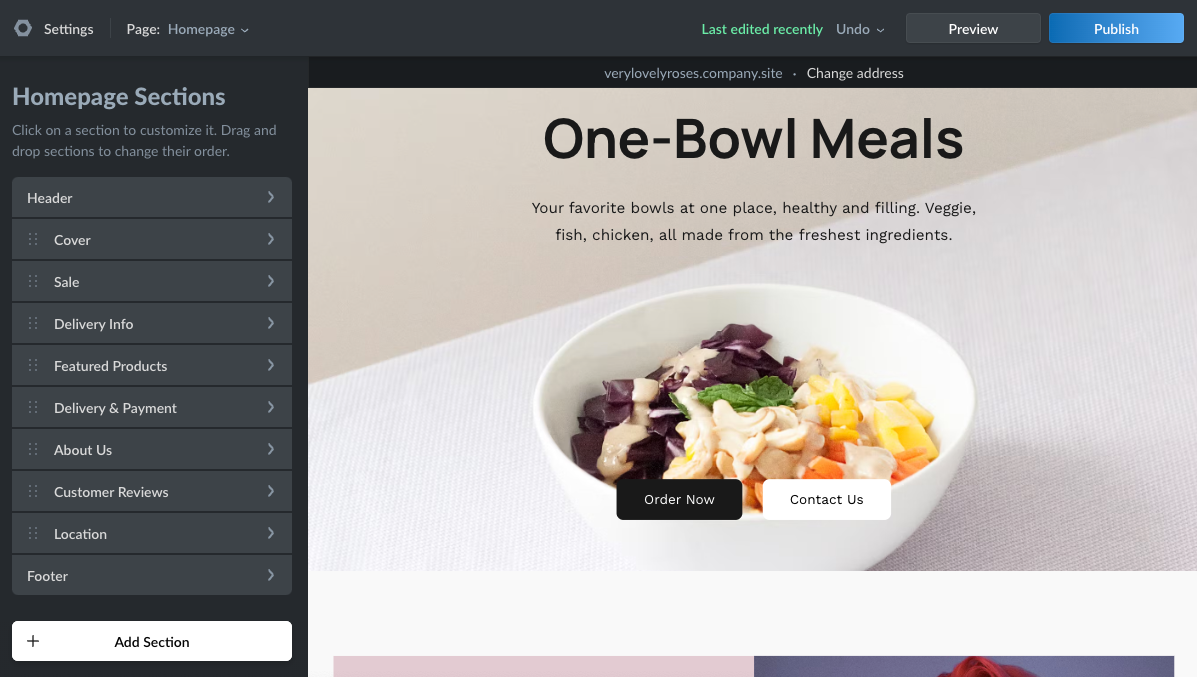 Settings
Page: Homepage
Last edited recently
Undo
Preview
Publish
verylovelyroses.company.site · Change address
Homepage Sections
Click on a section to customize it. Drag and
drop sections to change their order.
Header
Cover
Sale
Delivery Info
Featured Products
Delivery & Payment
About Us
Customer Reviews
Location
Footer
Add Section
One-Bowl Meals
Your favorite bowls at one place, healthy and filling. Veggie,
fish, chicken, all made from the freshest ingredients.
Order Now
Contact Us